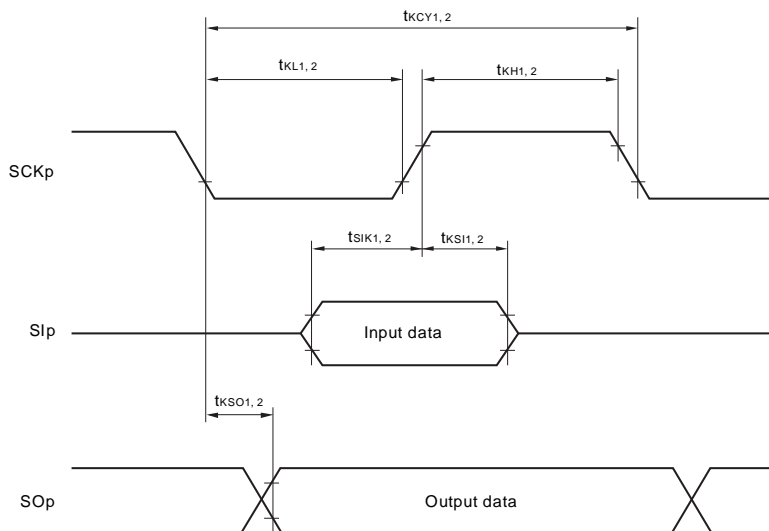 tKCY1, 2
tKL1, 2
tKH1, 2
SCKp
tSIK1, 2
tKSI1, 2
SIp
Input data
tKSO1, 2
SOp
Output data